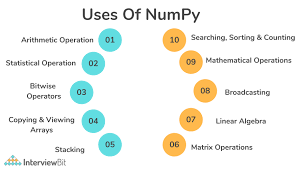 Uses Of NumPy
Arithmetic Operation
01
Statistical Operation
02
Bitwise
Operators
03
Copying & Viewing
Arrays
04
Stacking
05
10
Searching, Sorting & Counting
09
Mathematical Operations
08
Broadcasting
07
Linear Algebra
06
Matrix Operations
InterviewBit